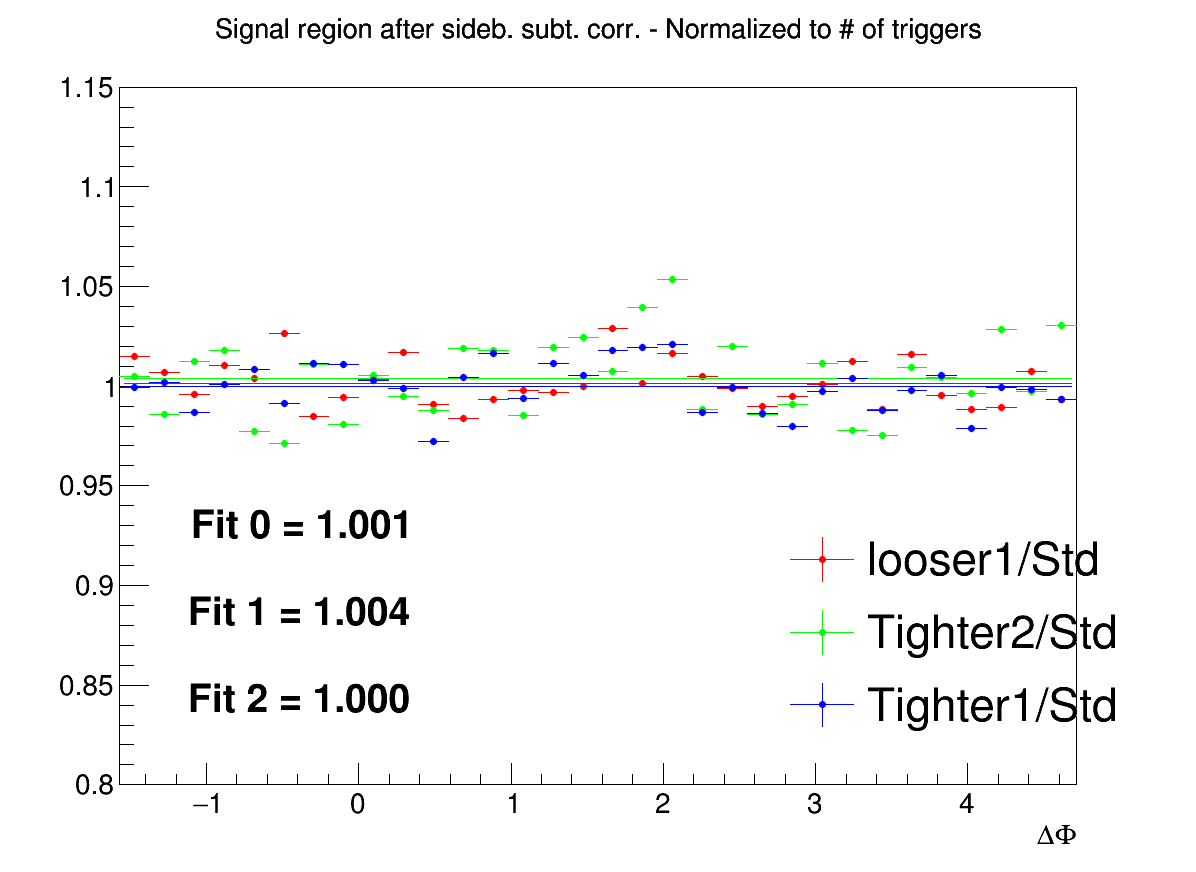 Signal region after sideb. subt. corr. - Normalized to # of triggers
1.15
1.1
1.05
1
0.95
0.9
0.85
0.8
Fit 0 = 1.001
Fit 1 = 1.004
Fit 2 = 1.000
looser1/Std
Tighter2/Std
Tighter1/Std
−1 0 1 2 3 4
ΔΦ